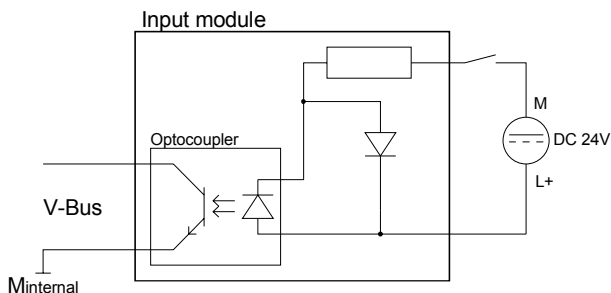 Input module
M
Optocoupler
DC 24V
L+
V-Bus
Minternal